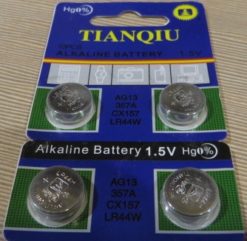 Hg0%
TIANQIU
10PCS
ALKALINE BATTERY 1.5V
AG13
357A
CX157
LR44W
Alkaline Battery 1.5V Hg0%
AG13
357A
CX157
LR44W